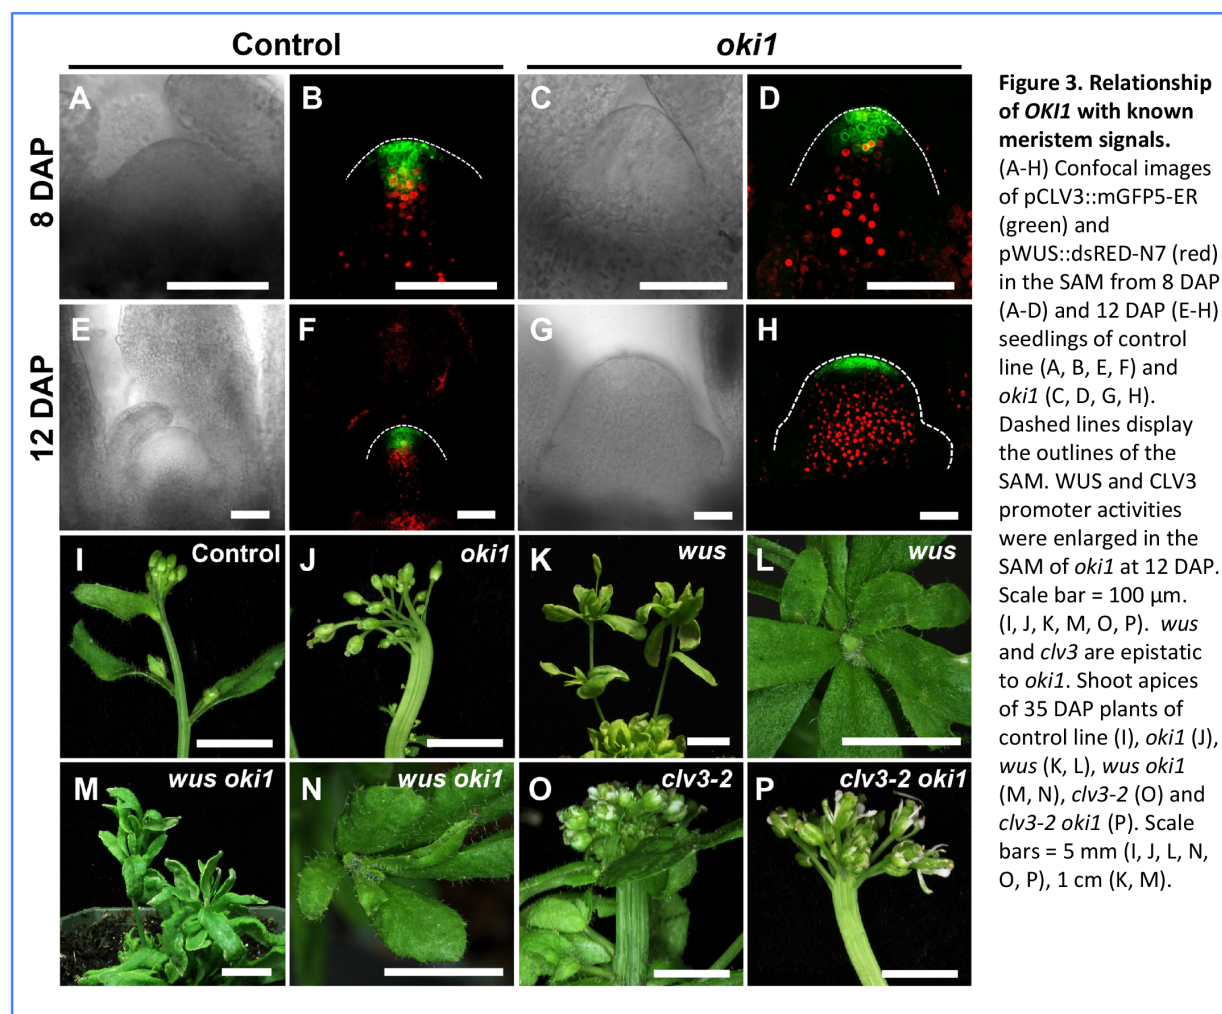 Control
oki1
8 DAP
12 DAP
A
B
C
D
E
F
G
H
I
Control
J
oki1
K
wus
L
wus
M
wus oki1
N
wus oki1
O
clv3-2
P
clv3-2 oki1
Figure 3. Relationship
of OKI1 with known
meristem signals.
(A-H) Confocal images
of pCLV3::mGFP5-ER
(green) and
pWUS::dsRED-N7 (red)
in the SAM from 8 DAP
(A-D) and 12 DAP (E-H)
seedlings of control
line (A, B, E, F) and
oki1 (C, D, G, H).
Dashed lines display
the outlines of the
SAM. WUS and CLV3
promoter activities
were enlarged in the
SAM of oki1 at 12 DAP.
Scale bar = 100 µm.
(I, J, K, M, O, P). wus
and clv3 are epistatic
to oki1. Shoot apices
of 35 DAP plants of
control line (I), oki1 (J),
wus (K, L), wus oki1
(M, N), clv3-2 (O) and
clv3-2 oki1 (P). Scale
bars = 5 mm (I, J, L, N,
O, P), 1 cm (K, M).